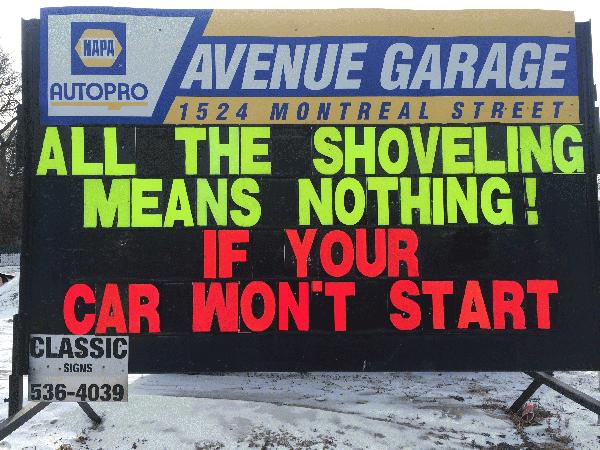 NAPA
AUTOPRO
AVENUE GARAGE
1524 MONTREAL STREET
ALL THE SHOVELING
MEANS NOTHING!
IF YOUR
CAR WON'T START
CLASSIC
SIGNS
536-4039